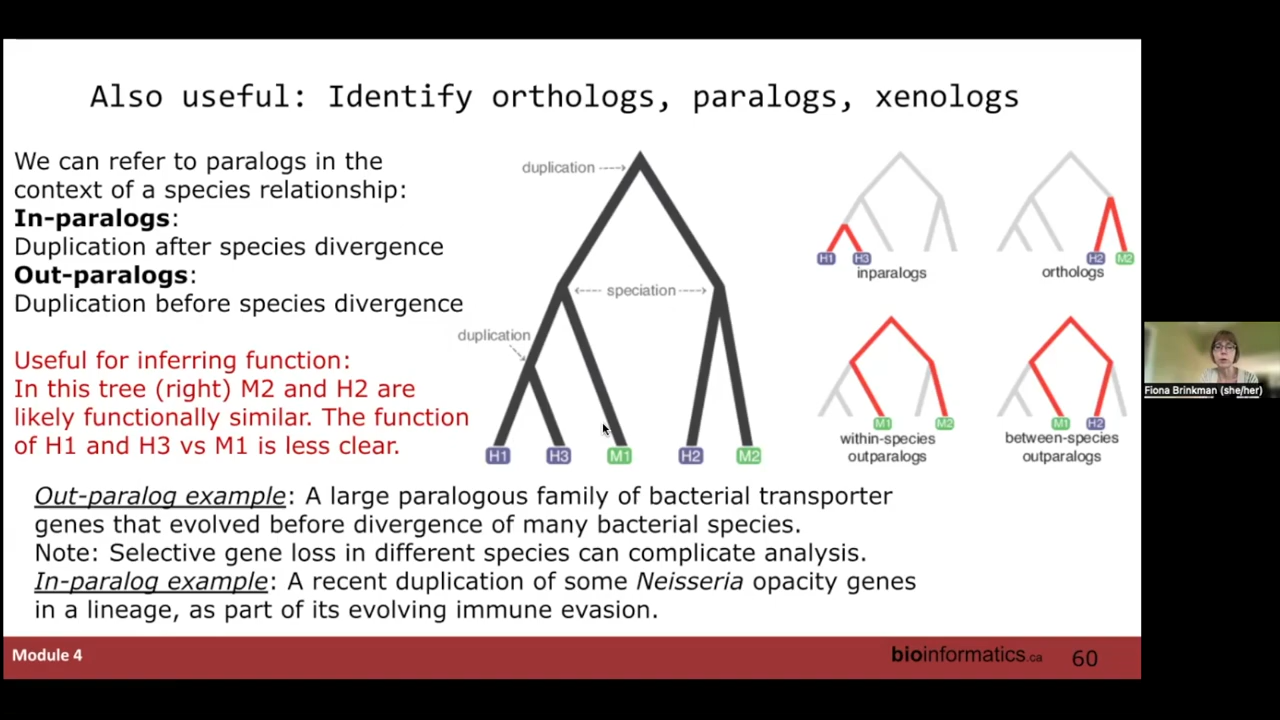 Also useful: Identify orthologs, paralogs, xenologs
We can refer to paralogs in the
context of a species relationship:
In-paralogs:
Duplication after species divergence
Out-paralogs:
Duplication before species divergence
Useful for inferring function:
In this tree (right) M2 and H2 are
likely functionally similar. The function
of H1 and H3 vs M1 is less clear.
duplication
speciation
duplication
H1 H3 M1 H2 M2
H1 H3
inparalogs
H2 M2
orthologs
M1 M2
within-species
outparalogs
M1 H2
between-species
outparalogs
Out-paralog example: A large paralogous family of bacterial transporter
genes that evolved before divergence of many bacterial species.
Note: Selective gene loss in different species can complicate analysis.
In-paralog example: A recent duplication of some Neisseria opacity genes
in a lineage, as part of its evolving immune evasion.
Module 4
bioinformatics.ca
60
Fiona Brinkman (she/her)